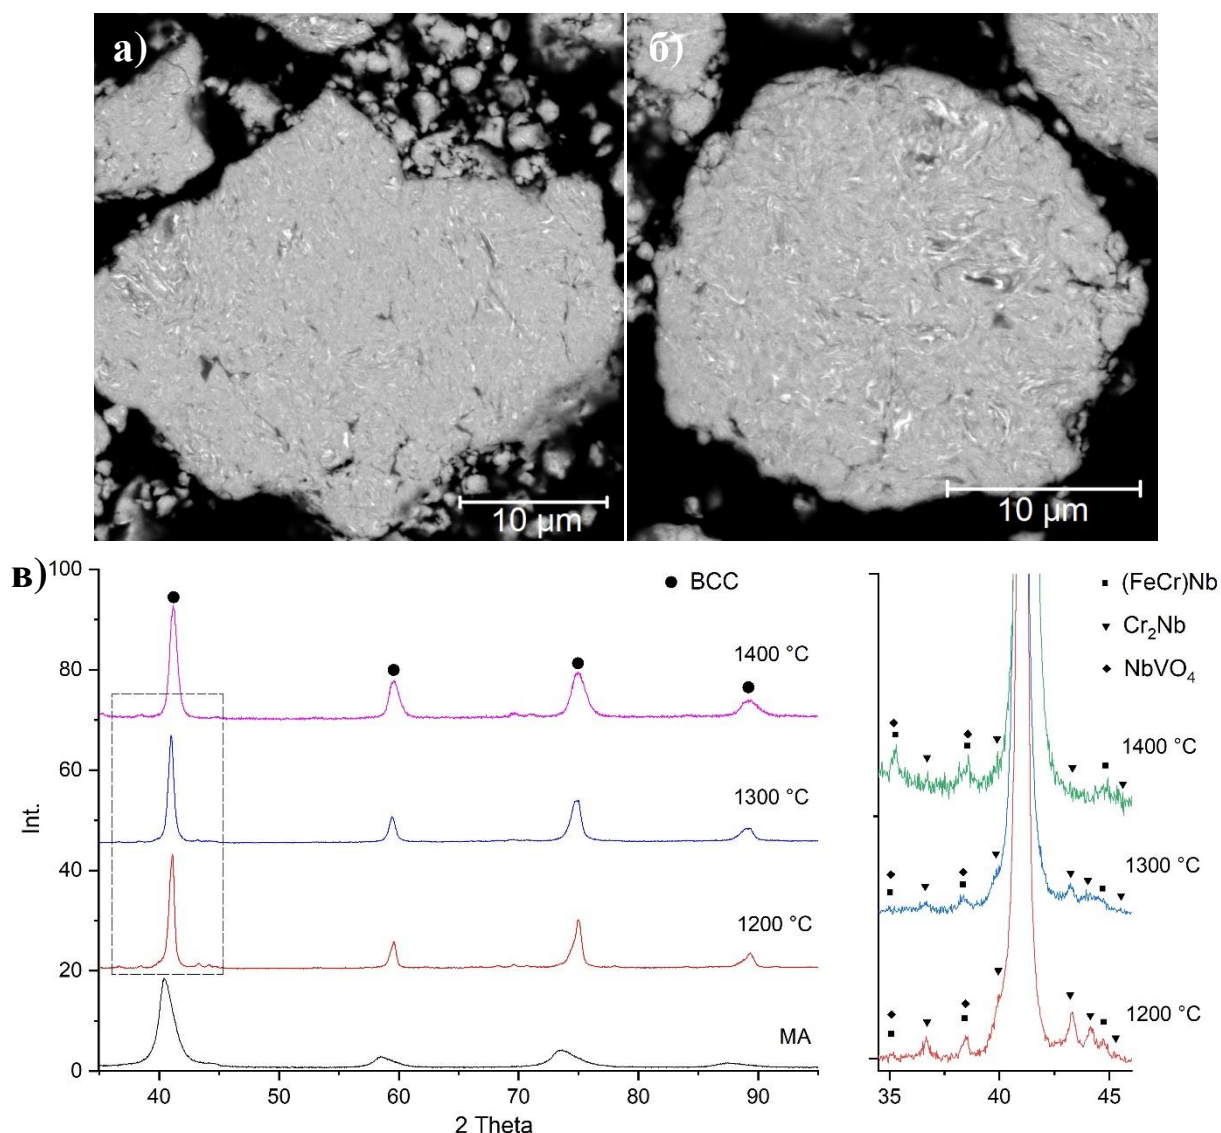 а)
б)
10 µm
10 µm
в)
100
80
60
40
20
0
Int.
BCC
1400 °C
1300 °C
1200 °C
MA
40
50
60
70
80
90
2 Theta
(FeCr)Nb
Cr₂Nb
NbVO₄
1400 °C
1300 °C
1200 °C
35
40
45